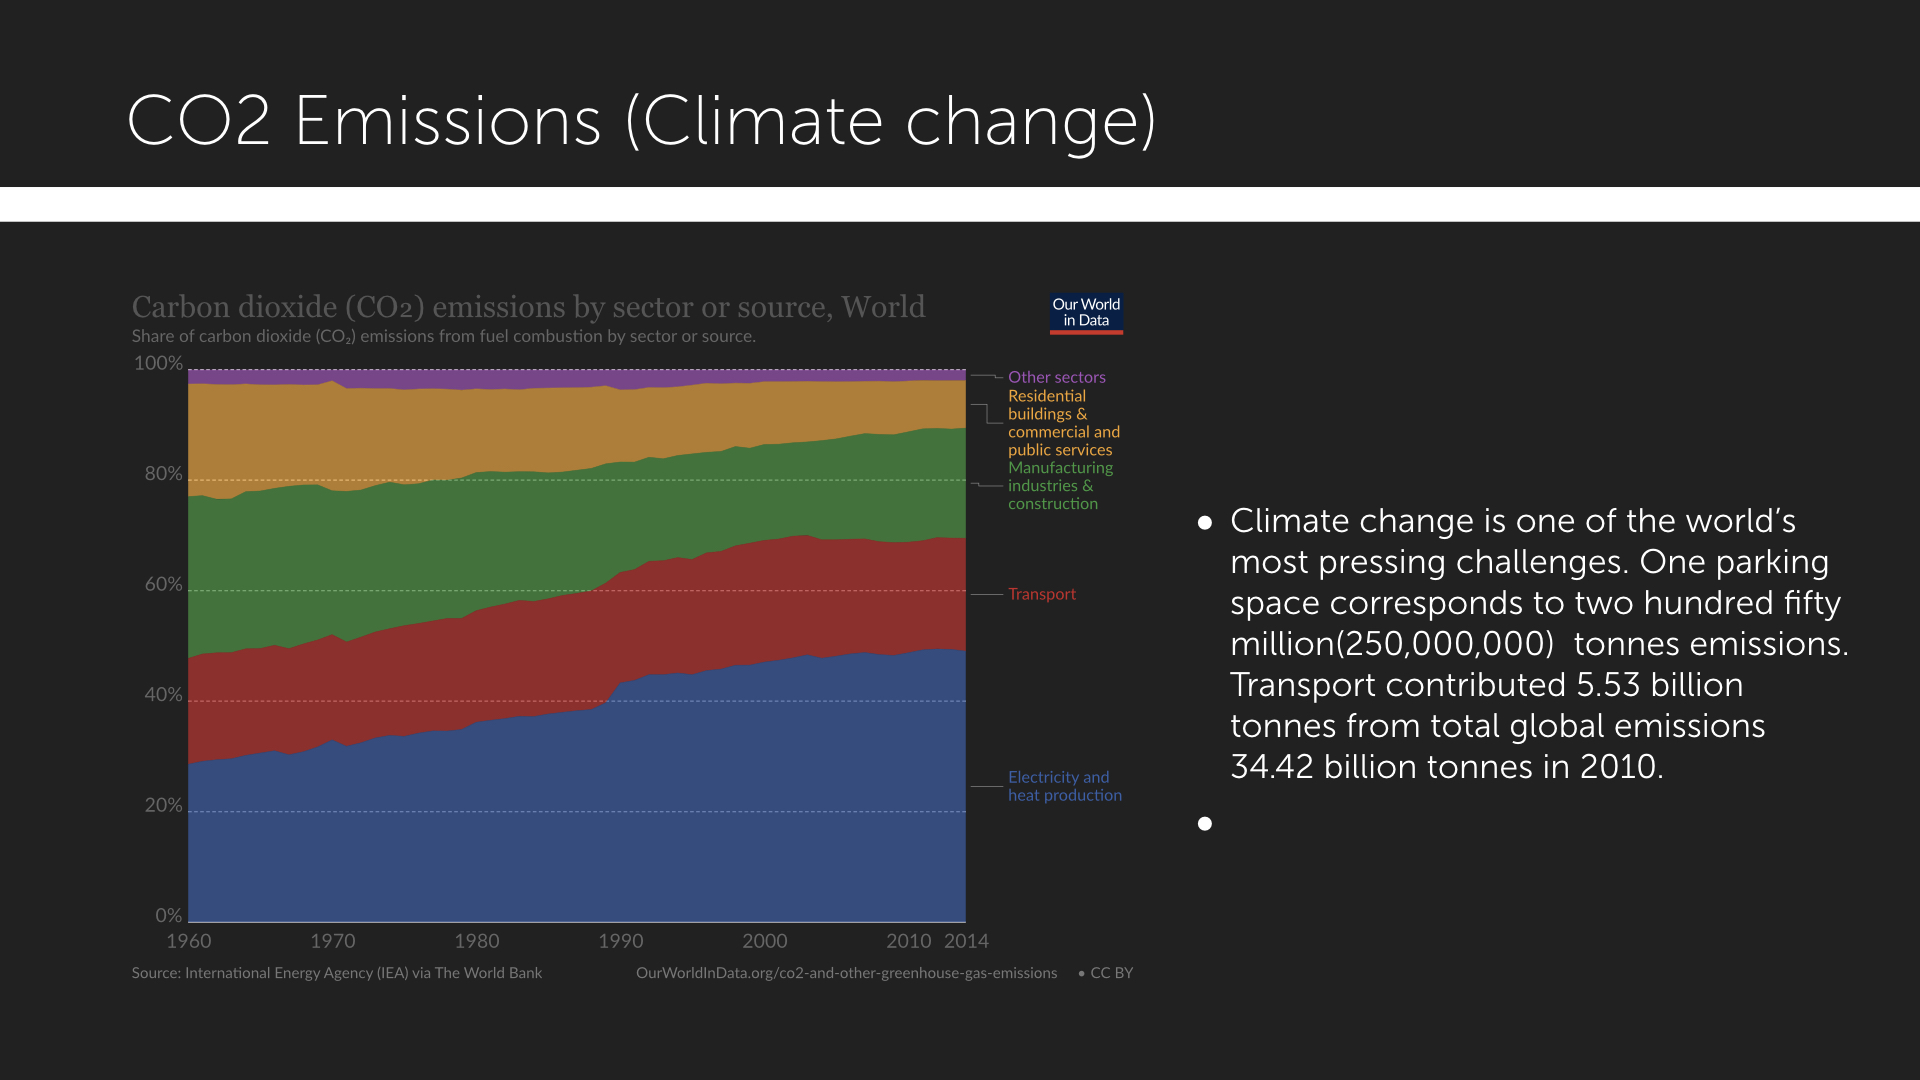 CO2 Emissions (Climate change)
Carbon dioxide (CO₂) emissions by sector or source, World
Share of carbon dioxide (CO₂) emissions from fuel combustion by sector or source.
Our World
in Data
100%
80%
60%
40%
20%
0%
1960 1970 1980 1990 2000 2010 2014
Other sectors
Residential
buildings &
commercial and
public services
Manufacturing
industries &
construction
Transport
Electricity and
heat production
Source: International Energy Agency (IEA) via The World Bank
OurWorldInData.org/co2-and-other-greenhouse-gas-emissions • CC BY
• Climate change is one of the world’s
most pressing challenges. One parking
space corresponds to two hundred fifty
million(250,000,000)  tonnes emissions.
Transport contributed 5.53 billion
tonnes from total global emissions
34.42 billion tonnes in 2010.
•